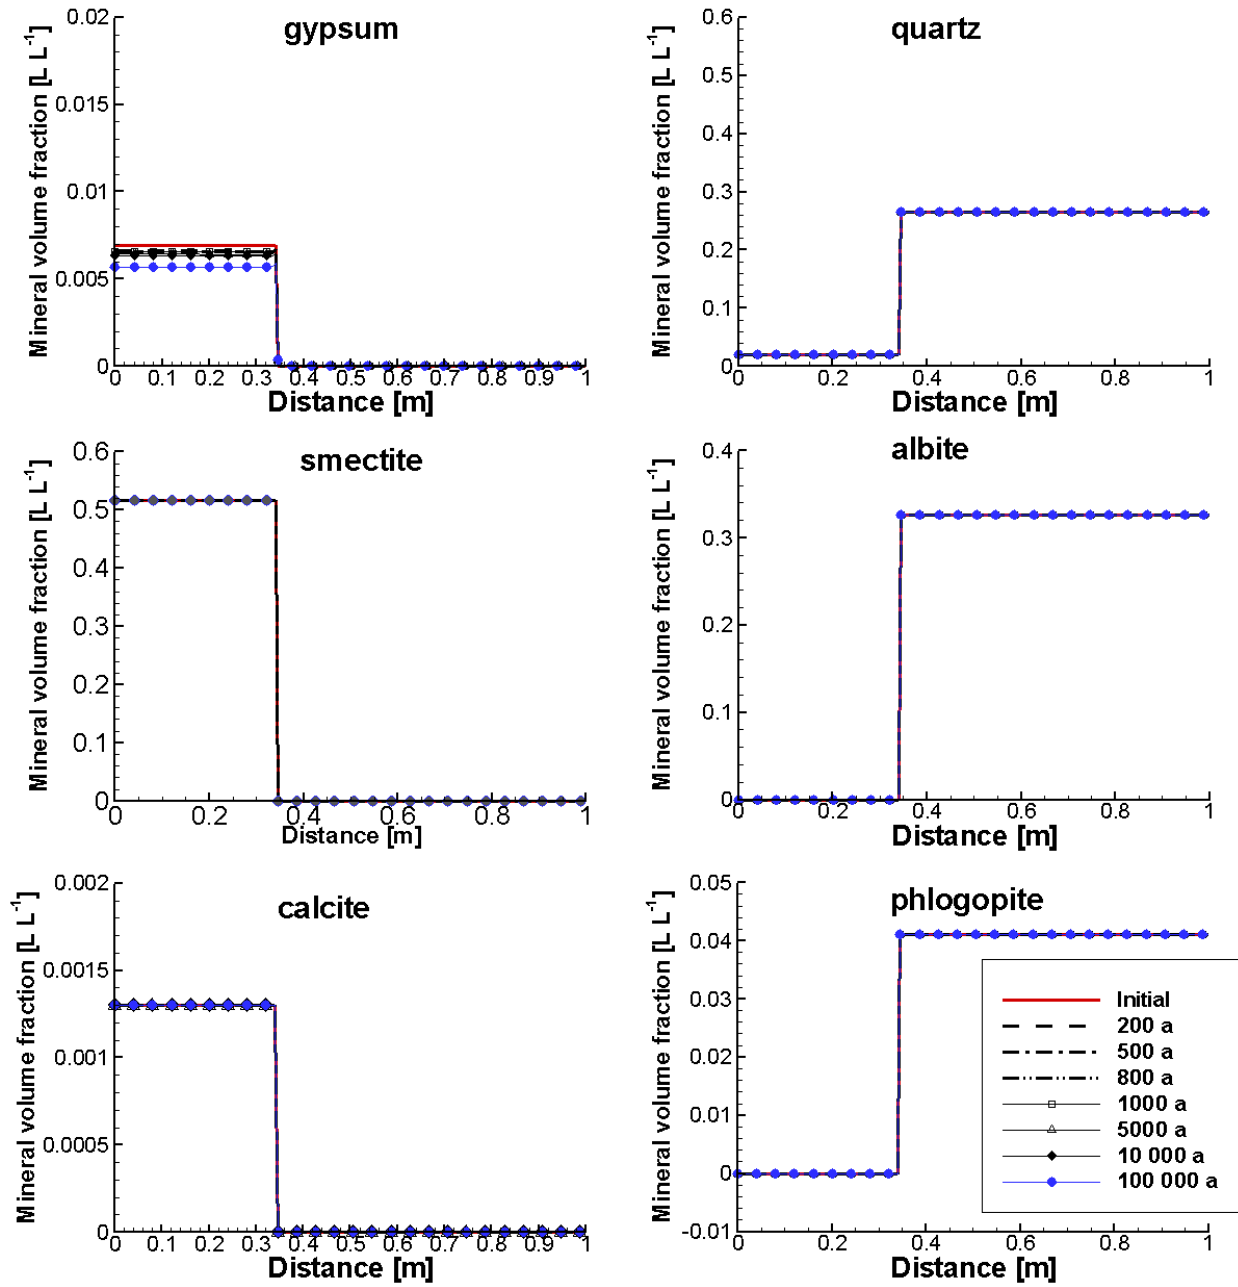 gypsum
Mineral volume fraction [L L⁻¹]
0.02
0.015
0.01
0.005
0
0 0.1 0.2 0.3 0.4 0.5 0.6 0.7 0.8 0.9 1
Distance [m]
quartz
Mineral volume fraction [L L⁻¹]
0.6
0.5
0.4
0.3
0.2
0.1
0
0 0.2 0.4 0.6 0.8 1
Distance [m]
smectite
Mineral volume fraction [L L⁻¹]
0.6
0.5
0.4
0.3
0.2
0.1
0
0 0.2 0.4 0.6 0.8 1
Distance [m]
albite
Mineral volume fraction [L L⁻¹]
0.4
0.3
0.2
0.1
0
0 0.2 0.4 0.6 0.8 1
Distance [m]
calcite
Mineral volume fraction [L L⁻¹]
0.002
0.0015
0.001
0.0005
0
0 0.1 0.2 0.3 0.4 0.5 0.6 0.7 0.8 0.9 1
Distance [m]
phlogopite
Mineral volume fraction [L L⁻¹]
0.05
0.04
0.03
0.02
0.01
0
-0.01
0 0.2 0.4 0.6 0.8 1
Distance [m]
Initial
200 a
500 a
800 a
1000 a
5000 a
10 000 a
100 000 a